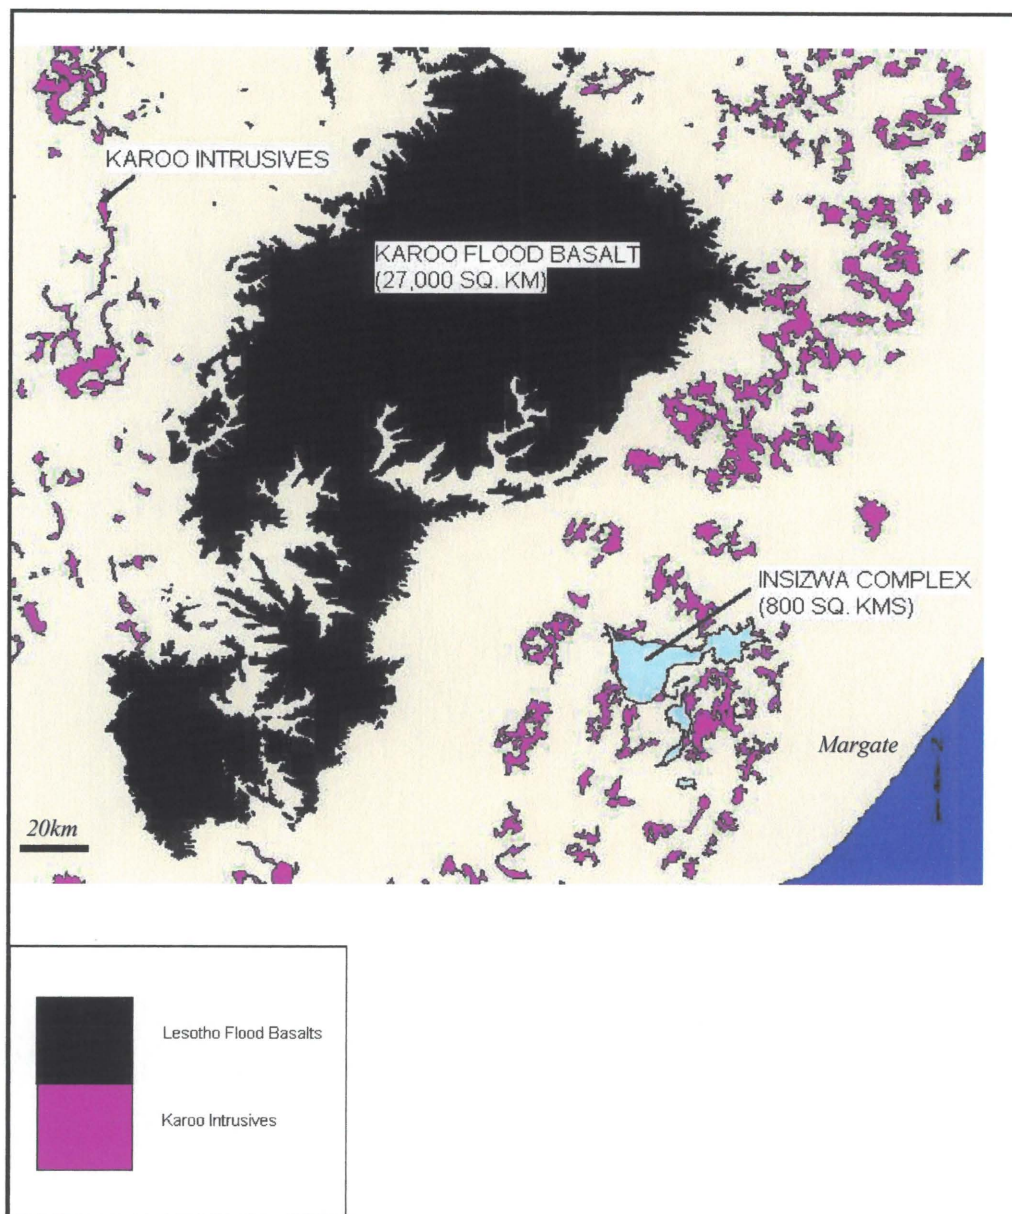 KAROO INTRUSIVES
KAROO FLOOD BASALT
(27,000 SQ. KM)
INSIZWA COMPLEX
(800 SQ. KMS)
Margate
20km
Lesotho Flood Basalts
Karoo Intrusives